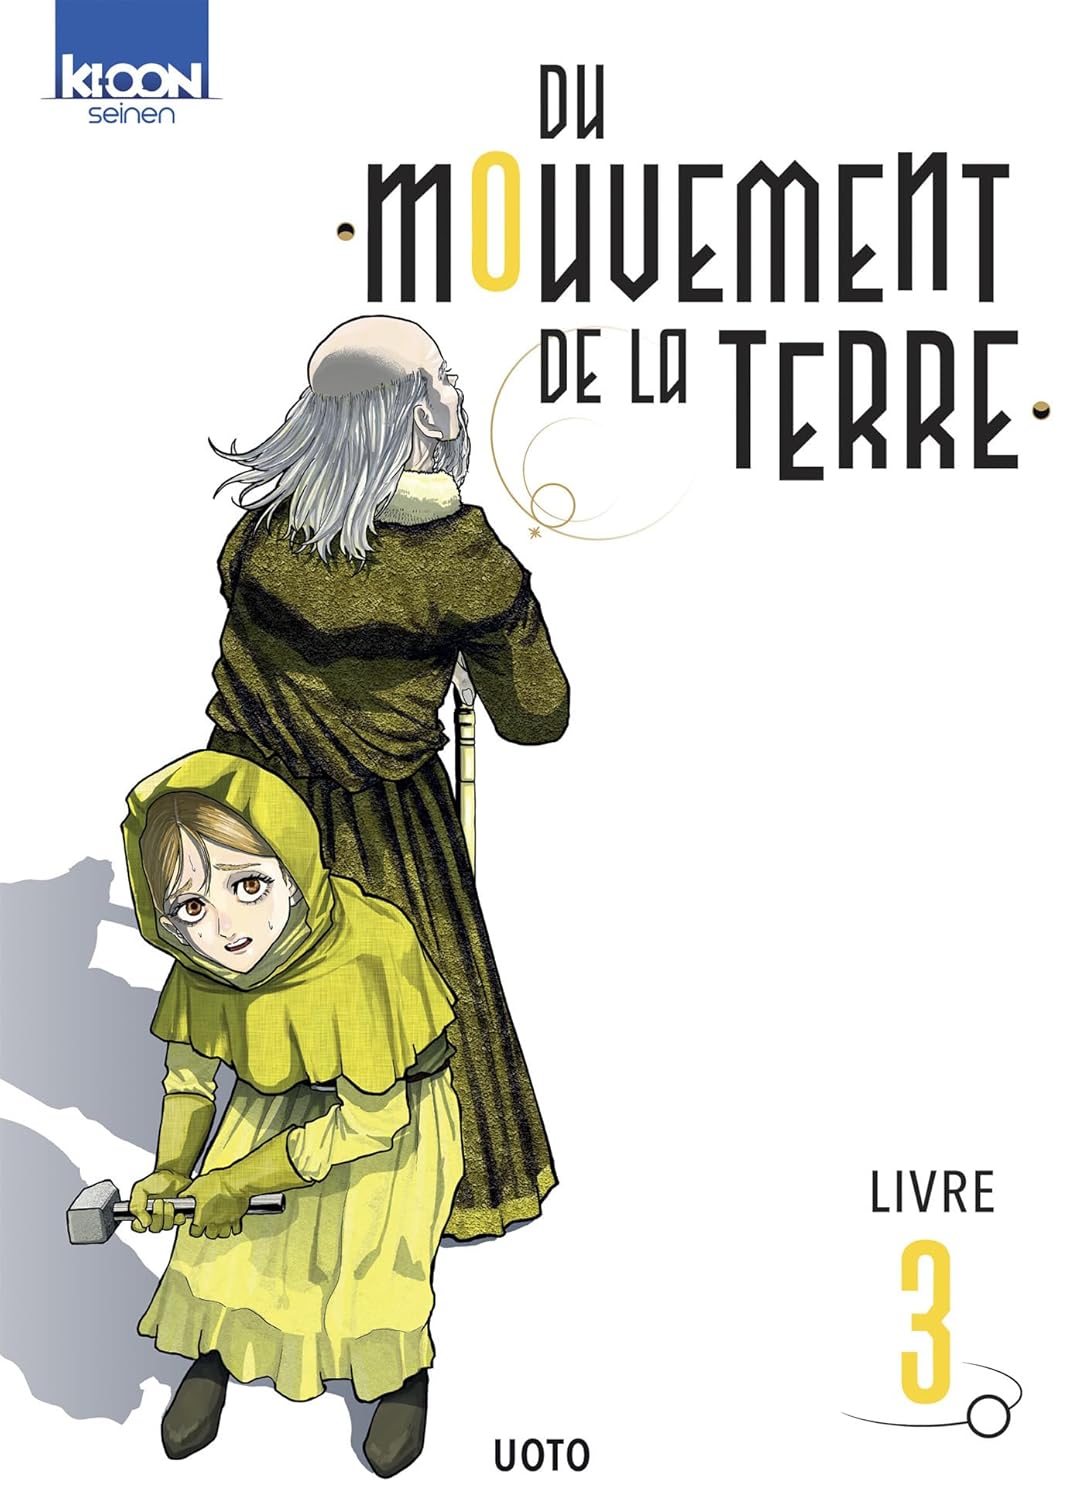 KI-OON
seinen
DU
MOUVEMENT
DE LA TERRE
LIVRE
3
UOTO